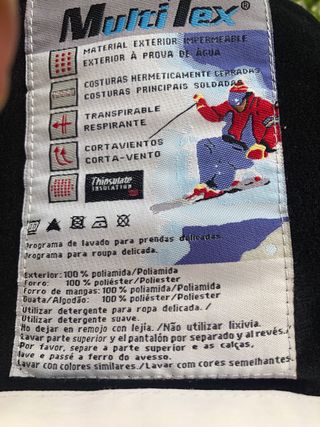 MultiTex®
MATERIAL EXTERIOR IMPERMEABLE
EXTERIOR À PROVA DE ÁGUA
COSTURAS HERMETICAMENTE CERRADAS
COSTURAS PRINCIPAIS SOLDADAS
TRANSPIRABLE
RESPIRANTE
CORTAVIENTOS
CORTA-VENTO
Thinsulate
INSULATION
Programa de lavado para prendas delicadas.
Programa para roupa delicada.
Exterior: 100 % poliamida/Poliamida
Forro: 100 % poliéster/Poliester
Forro de mangas: 100 % poliamida/Poliamida
Guata/Algodão: 100 % poliéster/Poliester
Utilizar detergente para ropa delicada./
Utilizar detergente suave.
No dejar en remojo con lejía./Não utilizar lixivia.
Lavar parte superior y el pantalón por separado y al revés./
Por favor, separe a parte superior e as calças,
lave e passé a ferro do avesso.
Lavar con colores similares./Lavar com cores semelhantes.